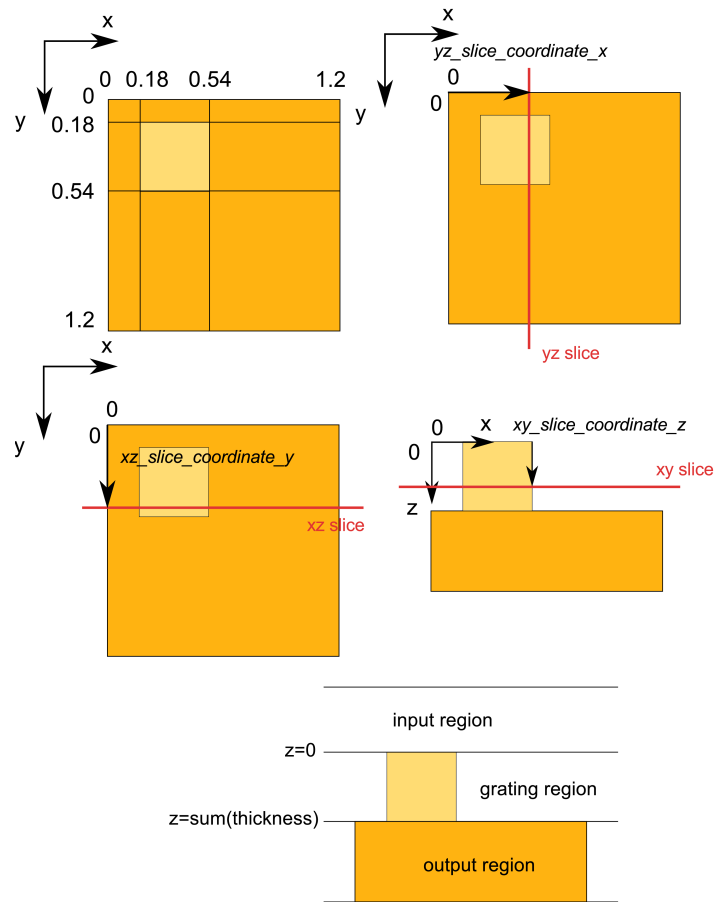 x
0 0.18 0.54 1.2
0
y
0.18
0.54
1.2
x
yz_slice_coordinate_x
0
0
y
yz slice
x
0
y
0
xz_slice_coordinate_y
xz slice
0 x xy_slice_coordinate_z
0
xy slice
z
input region
z=0
grating region
z=sum(thickness)
output region